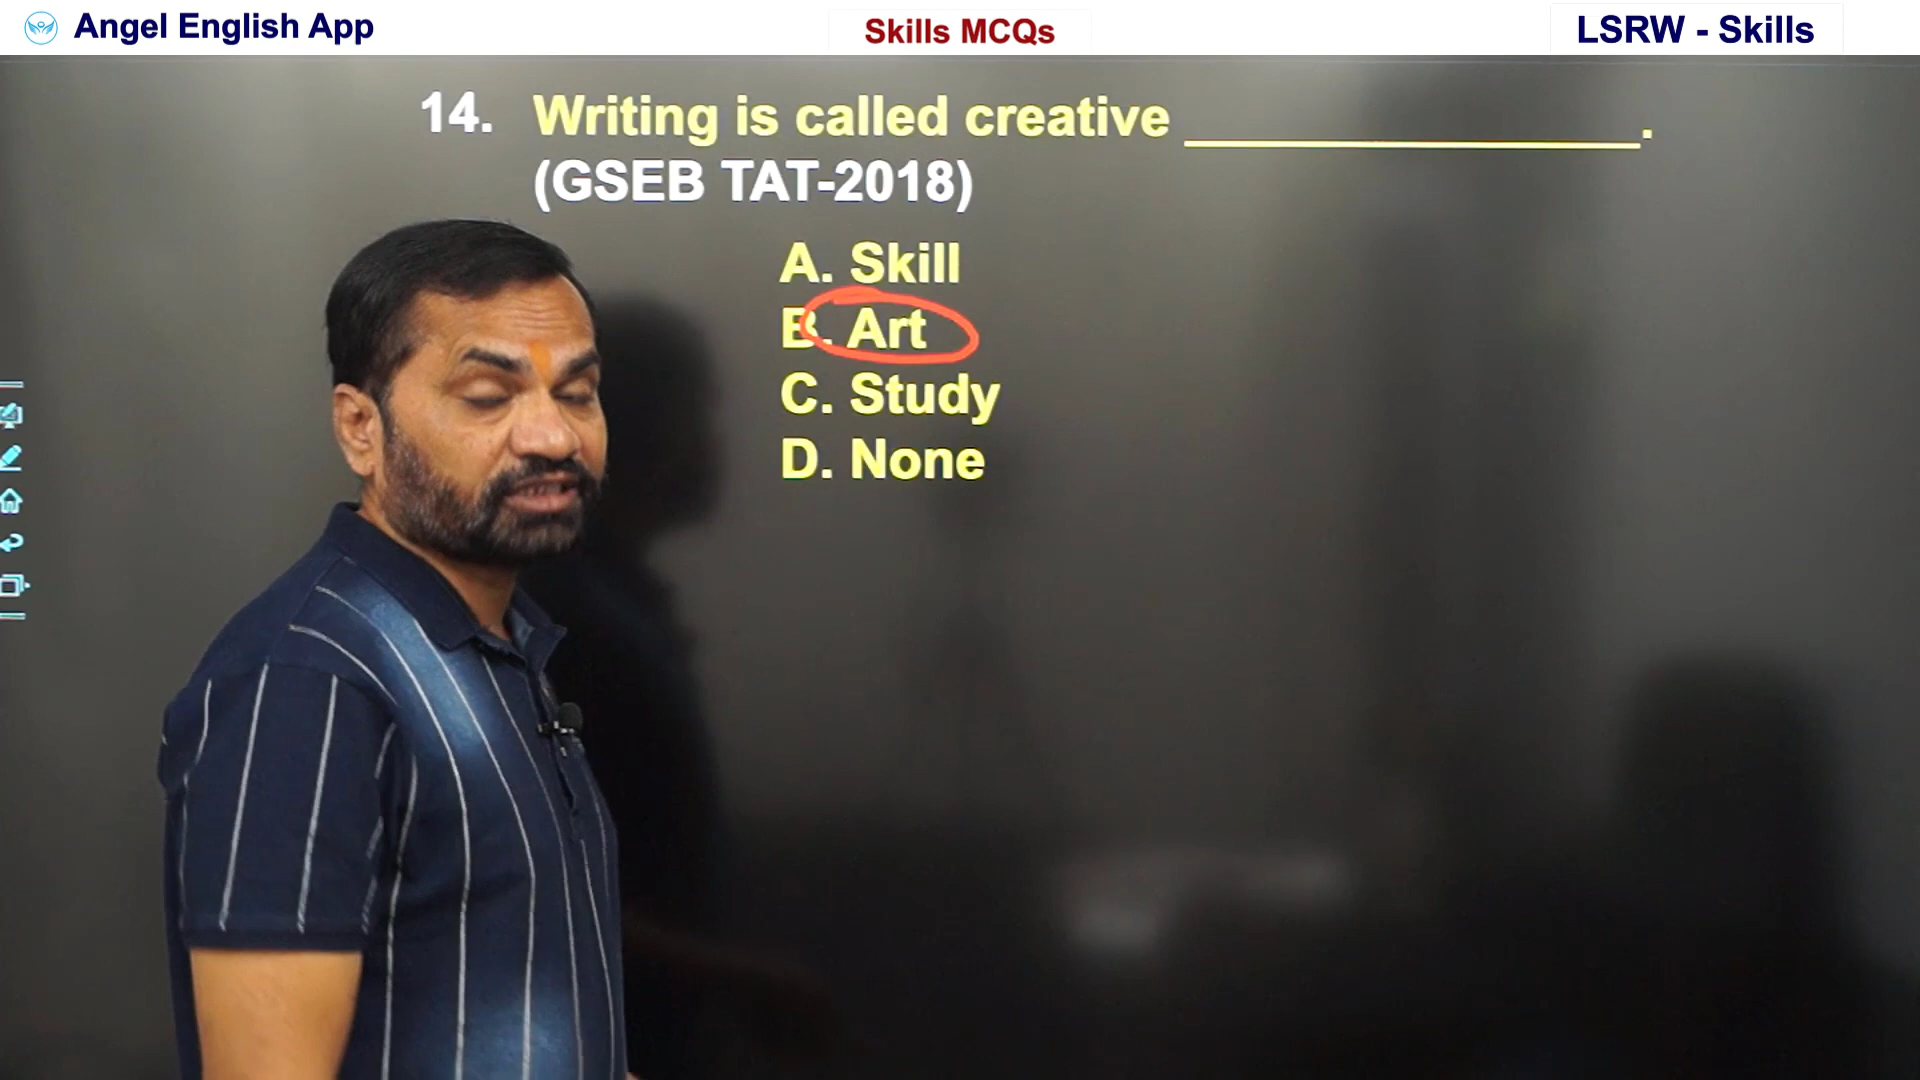 Angel English App
Skills MCQs
LSRW - Skills
14. Writing is called creative ____________.
(GSEB TAT-2018)
A. Skill
B. Art
C. Study
D. None